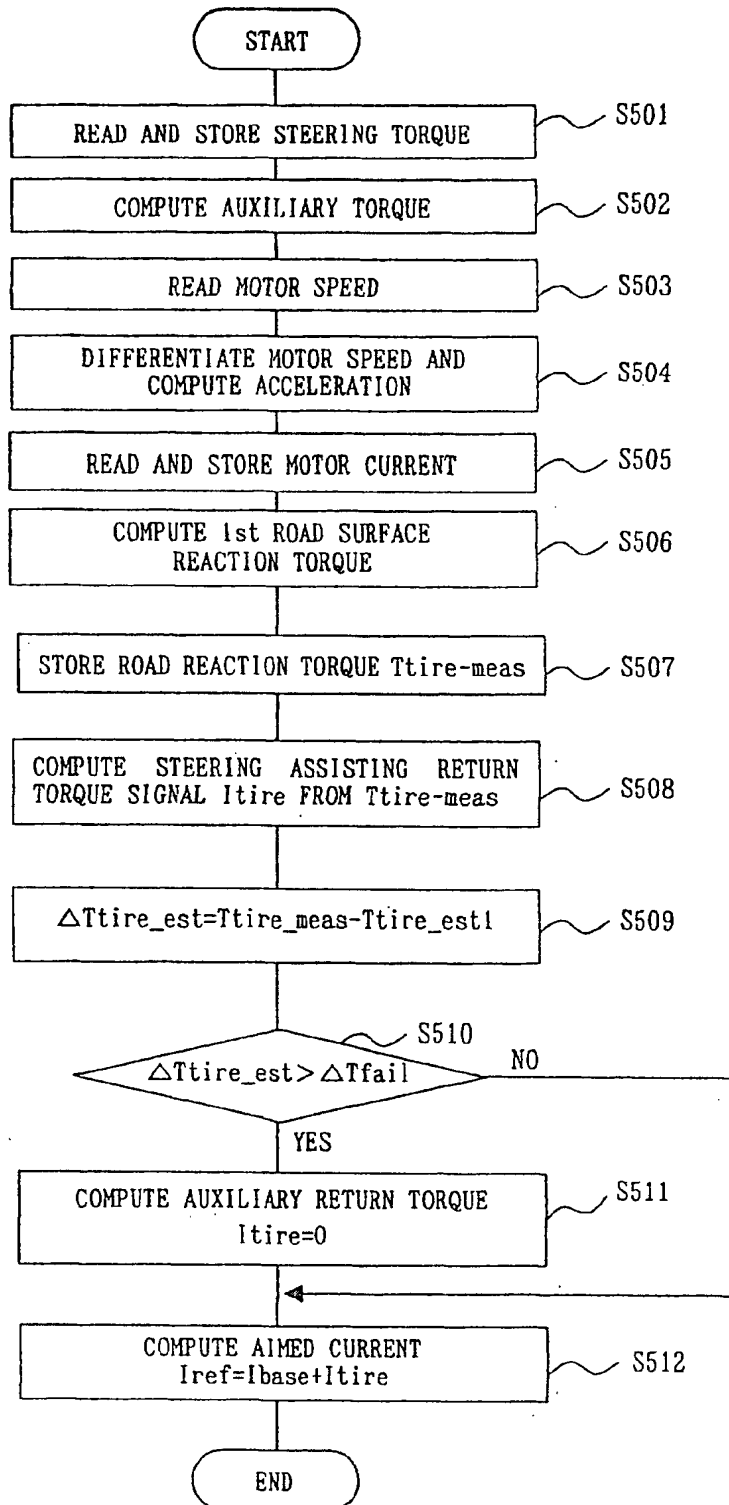 START
READ AND STORE STEERING TORQUE
S501
COMPUTE AUXILIARY TORQUE
S502
READ MOTOR SPEED
S503
DIFFERENTIATE MOTOR SPEED AND
COMPUTE ACCELERATION
S504
READ AND STORE MOTOR CURRENT
S505
COMPUTE 1st ROAD SURFACE
REACTION TORQUE
S506
STORE ROAD REACTION TORQUE Ttire-meas
S507
COMPUTE STEERING ASSISTING RETURN
TORQUE SIGNAL Itire FROM Ttire-meas
S508
△Ttire_est=Ttire_meas-Ttire_est1
S509
S510
△Ttire_est> △Tfail
NO
YES
COMPUTE AUXILIARY RETURN TORQUE
Itire=0
S511
COMPUTE AIMED CURRENT
Iref=Ibase+Itire
S512
END